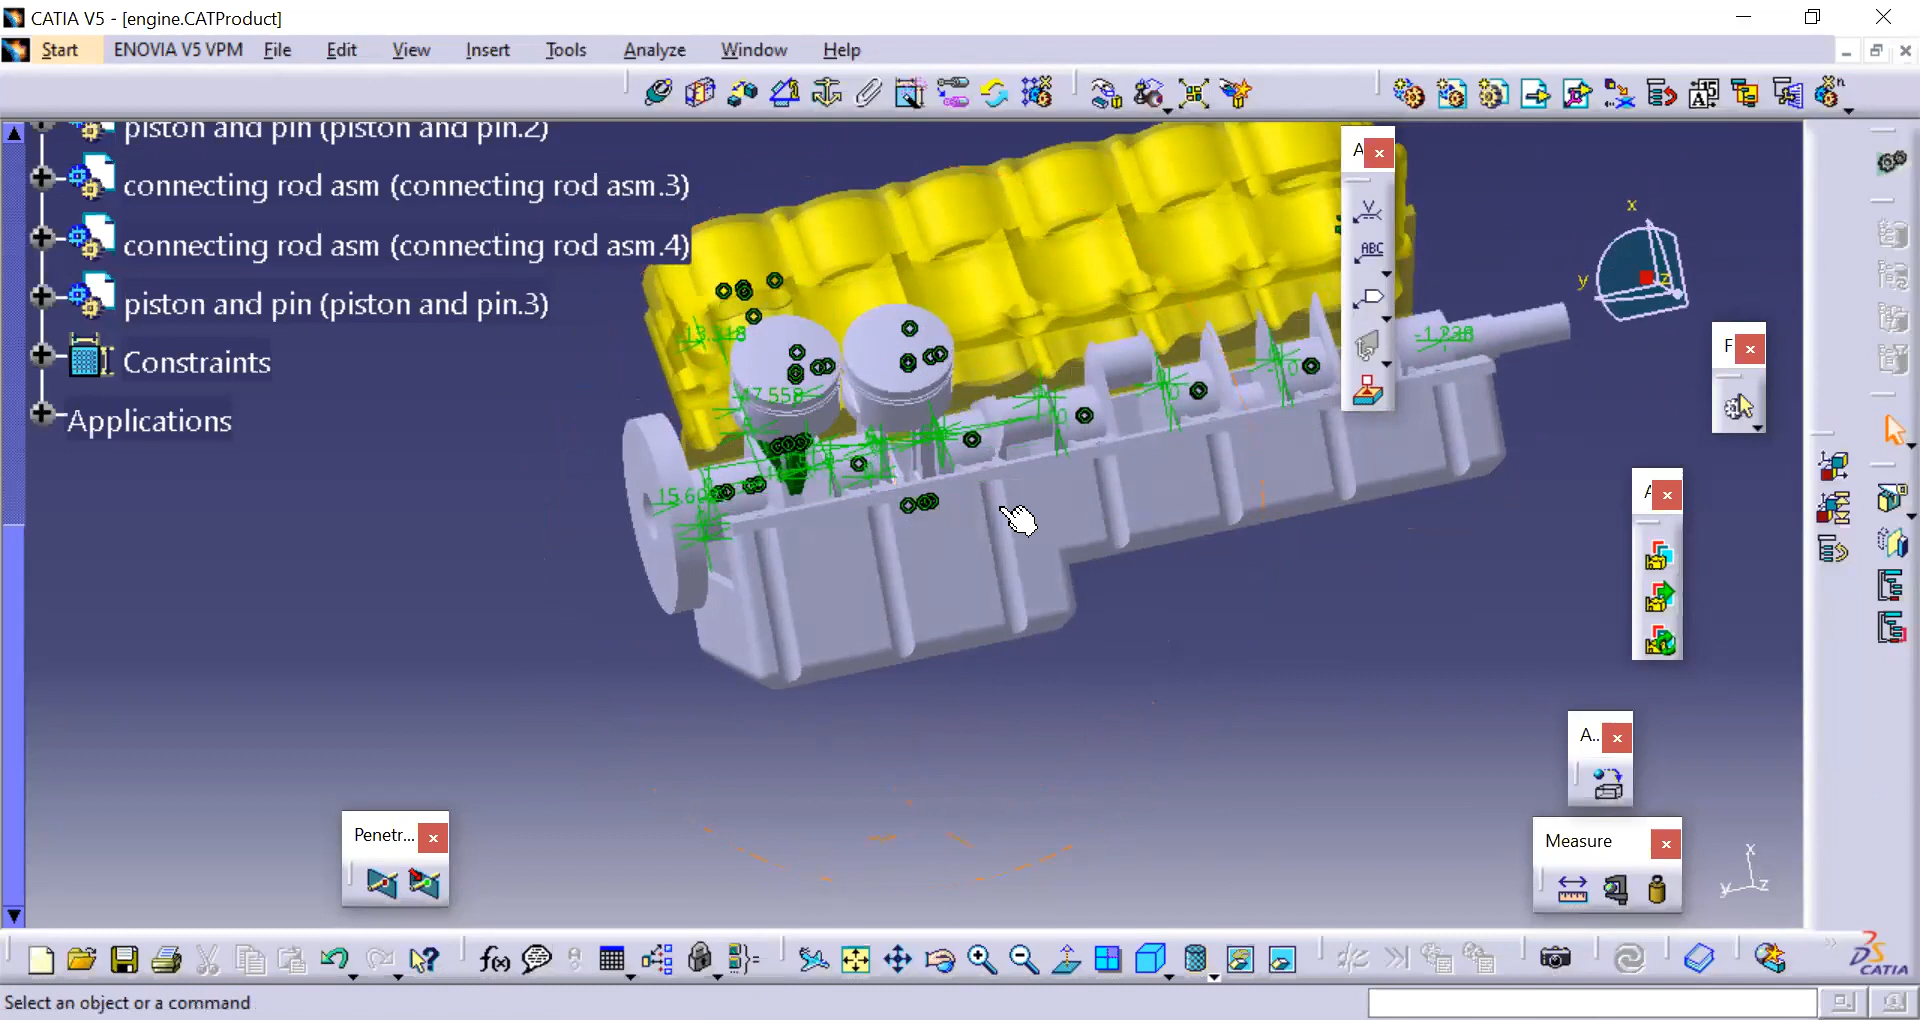 CATIA V5 - [engine.CATProduct]
Start ENOVIA V5 VPM File Edit View Insert Tools Analyze Window Help
piston and pin (piston and pin.2)
connecting rod asm (connecting rod asm.3)
connecting rod asm (connecting rod asm.4)
piston and pin (piston and pin.3)
Constraints
Applications
A
ABC
x
y
z
F
A
A..
Penetr...
Measure
x
y
z
f(x)
CATIA
Select an object or a command